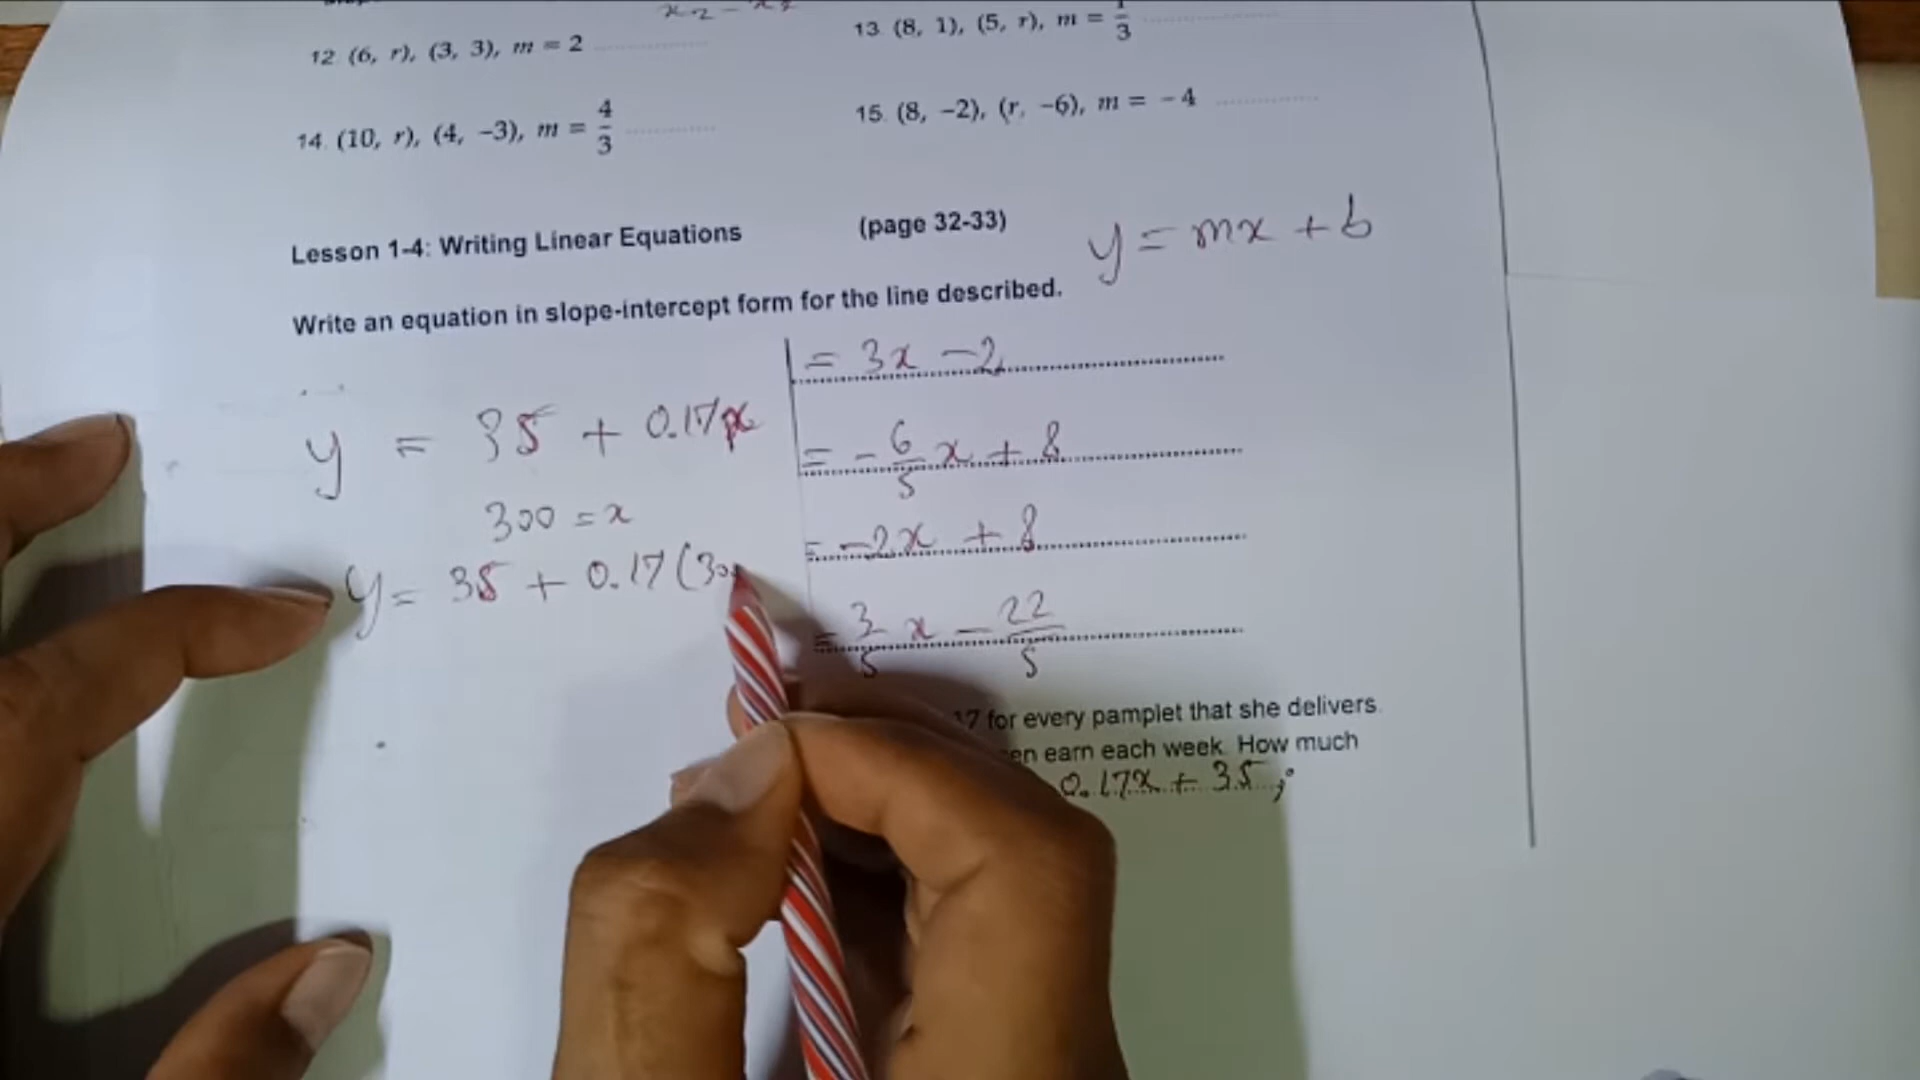 x2 - x
12. (6, r), (3, 3), m = 2
13. (8, 1), (5, r), m = 1/3
14. (10, r), (4, -3), m = 4/3
15. (8, -2), (r, -6), m = -4
Lesson 1-4: Writing Linear Equations (page 32-33)
y = mx + b
Write an equation in slope-intercept form for the line described.
= 3x - 2
y = 35 + 0.17x
= -6/5 x + 8
300 = x
= -2x + 8
y = 35 + 0.17(300
= 3/5 x - 22/5
17 for every pamplet that she delivers.
en earn each week. How much
0.17x + 35;